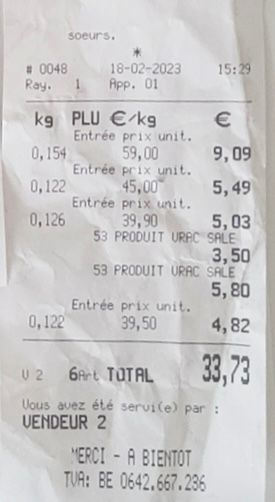 soeurs.
*
# 0048 18-02-2023 15:29
Ray. 1 App. 01
kg PLU €/kg €
Entrée prix unit.
0,154 59,00 9,09
Entrée prix unit.
0,122 45,00 5,49
Entrée prix unit.
0,126 39,90 5,03
53 PRODUIT VRAC SALE
3,50
53 PRODUIT VRAC SALE
5,80
Entrée prix unit.
0,122 39,50 4,82
V 2 6Art TOTAL 33,73
Vous avez été servi(e) par :
VENDEUR 2
MERCI - A BIENTOT
TVA: BE 0642.667.236